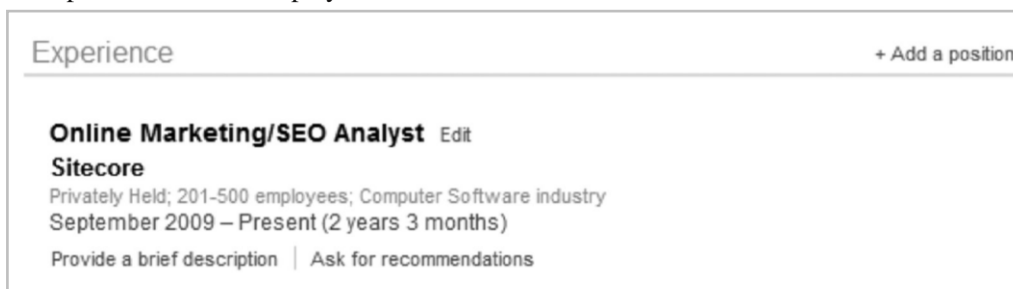 Experience
+ Add a position
Online Marketing/SEO Analyst Edit
Sitecore
Privately Held; 201-500 employees; Computer Software industry
September 2009 – Present (2 years 3 months)
Provide a brief description | Ask for recommendations